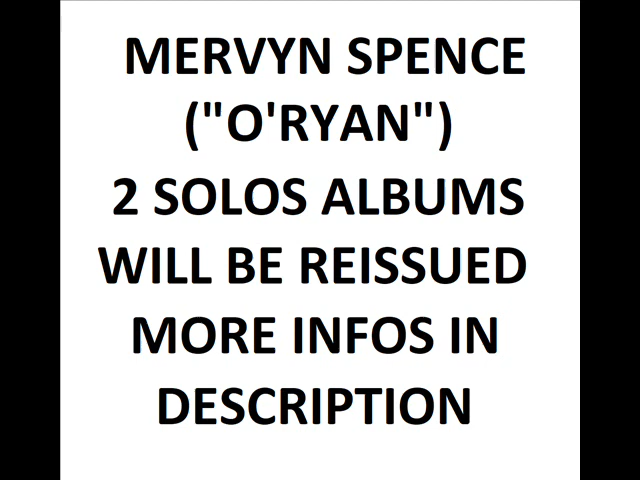 MERVYN SPENCE
("O'RYAN")
2 SOLOS ALBUMS
WILL BE REISSUED
MORE INFOS IN
DESCRIPTION